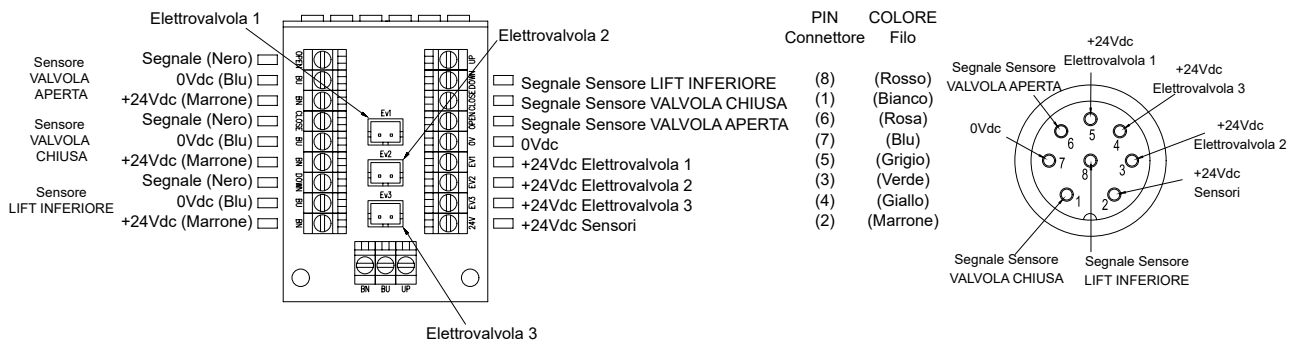 Elettrovalvola 1
Elettrovalvola 2
Sensore
VALVOLA
APERTA
Segnale (Nero)
0Vdc (Blu)
+24Vdc (Marrone)
Sensore
VALVOLA
CHIUSA
Segnale (Nero)
0Vdc (Blu)
+24Vdc (Marrone)
Sensore
LIFT INFERIORE
Segnale (Nero)
0Vdc (Blu)
+24Vdc (Marrone)
OPEN
BU
BN
CLOSE
BU
BN
DOWN
BU
BN
Ev1
Ev2
Ev3
UP
DOWN
CLOSE
OPEN
0V
EV1
EV2
EV3
24V
BN BU UP
Elettrovalvola 3
Segnale Sensore LIFT INFERIORE
Segnale Sensore VALVOLA CHIUSA
Segnale Sensore VALVOLA APERTA
0Vdc
+24Vdc Elettrovalvola 1
+24Vdc Elettrovalvola 2
+24Vdc Elettrovalvola 3
+24Vdc Sensori
PIN COLORE
Connettore Filo
(8) (Rosso)
(1) (Bianco)
(6) (Rosa)
(7) (Blu)
(5) (Grigio)
(3) (Verde)
(4) (Giallo)
(2) (Marrone)
+24Vdc
Elettrovalvola 1
Segnale Sensore
VALVOLA APERTA
+24Vdc
Elettrovalvola 3
0Vdc
+24Vdc
Elettrovalvola 2
+24Vdc
Sensori
6
5
4
7
8
3
1
2
Segnale Sensore
VALVOLA CHIUSA
Segnale Sensore
LIFT INFERIORE